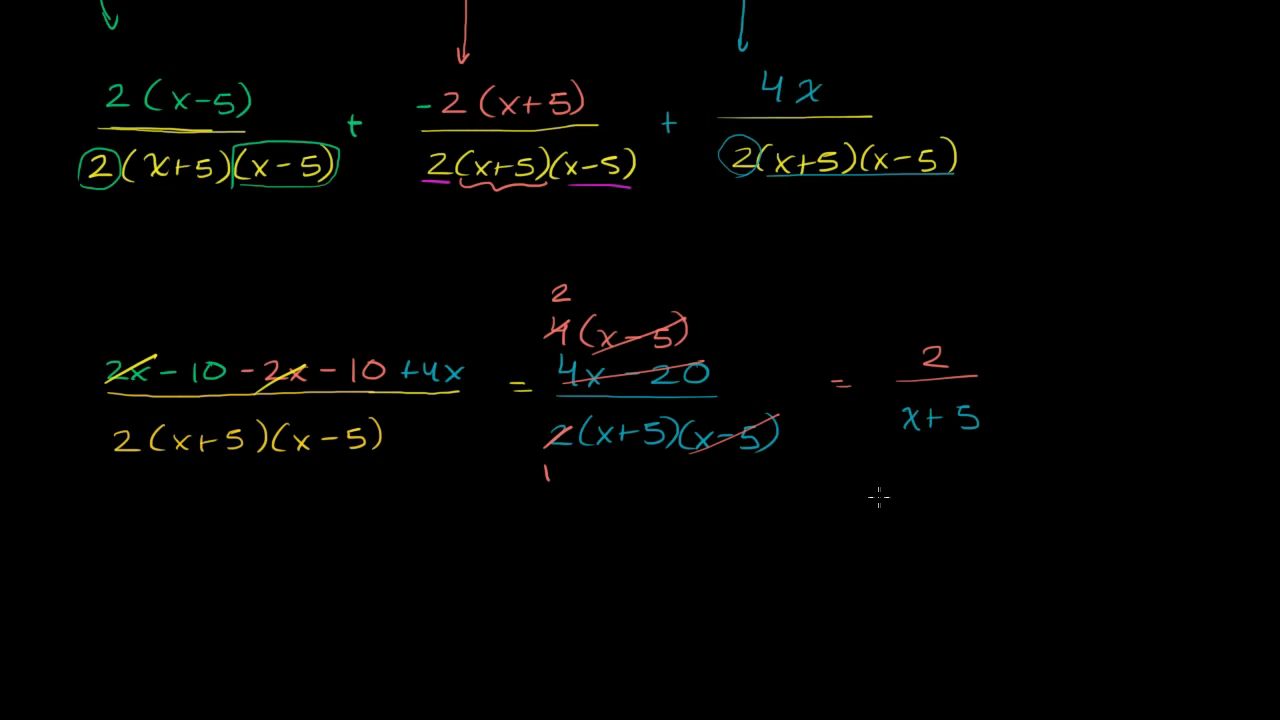 2(x-5) + -2(x+5) + 4x
2(x+5)(x-5) 2(x+5)(x-5) 2(x+5)(x-5)
2
4(x-5)
2x-10-2x-10+4x = 4x-20 = 2
2(x+5)(x-5) 2(x+5)(x-5) x+5
1